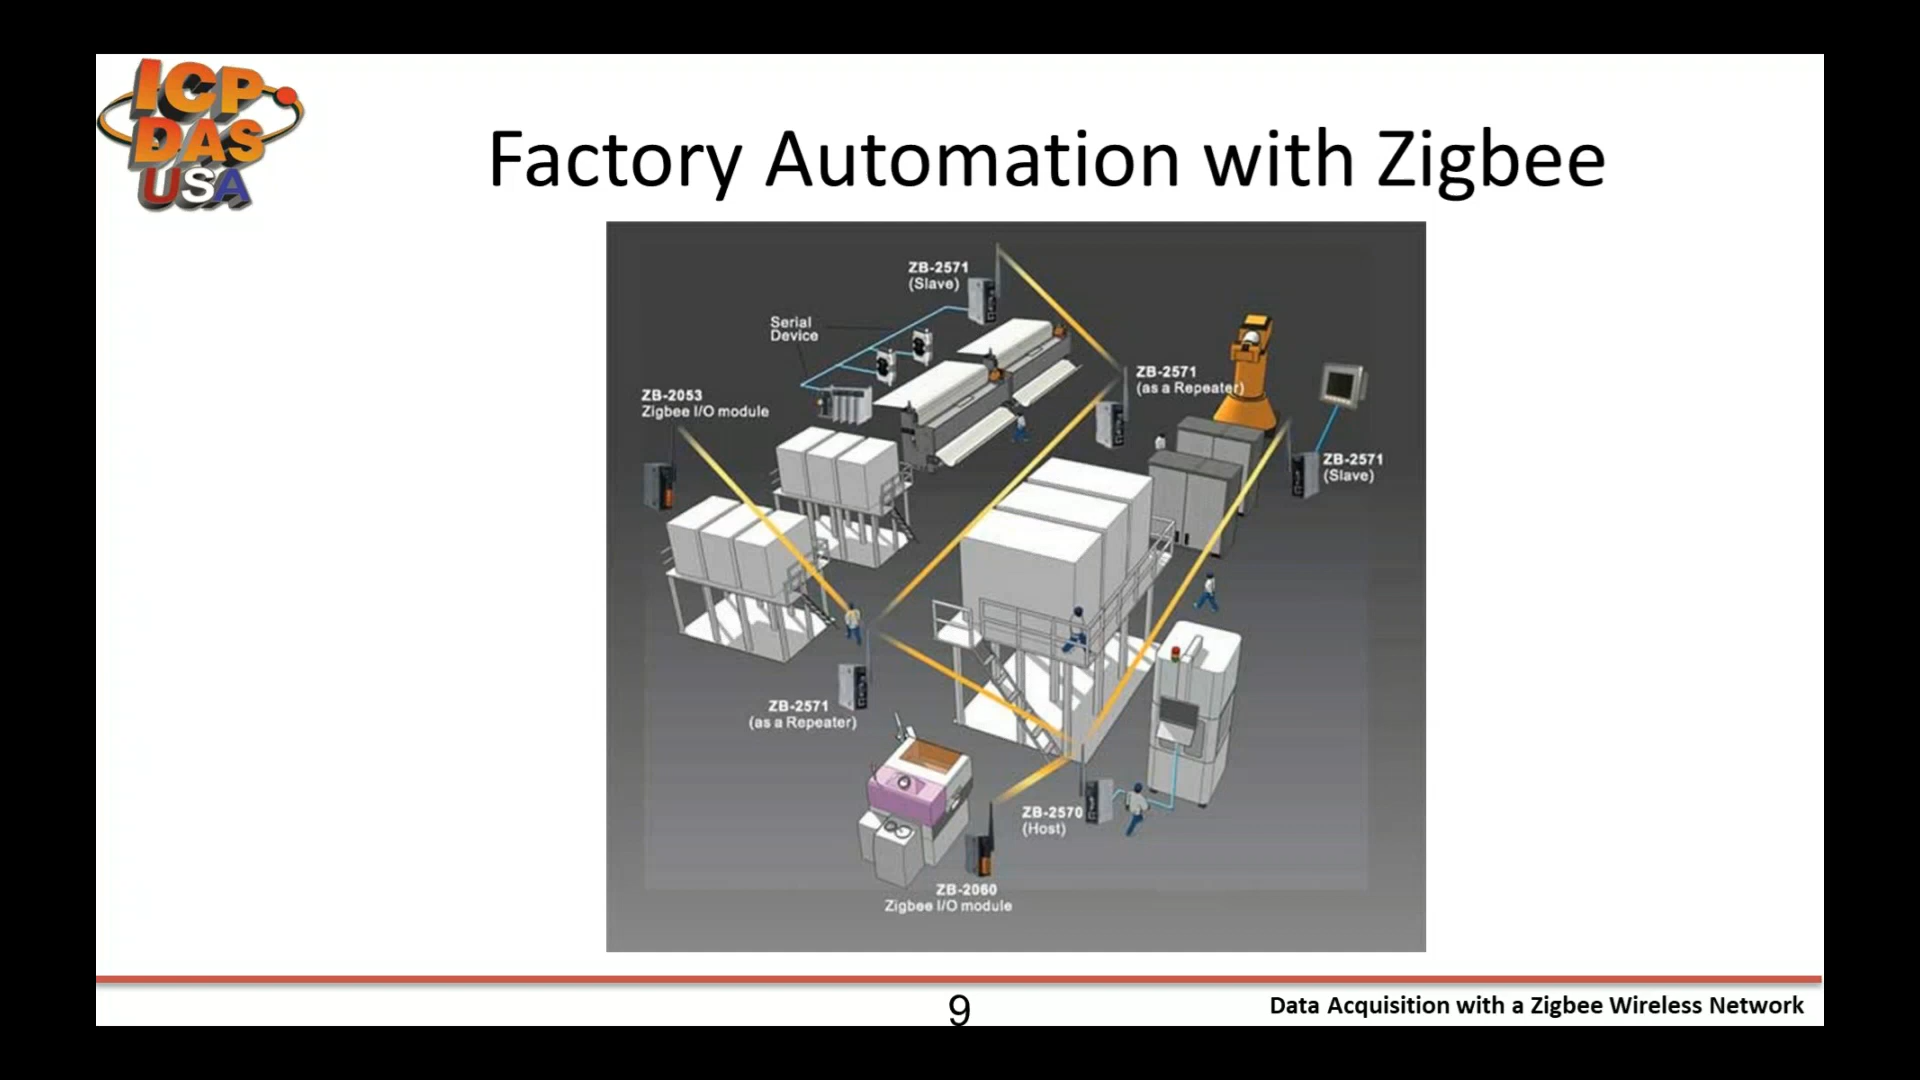 ICP
DAS
USA
Factory Automation with Zigbee
ZB-2571
(Slave)
Serial
Device
ZB-2053
Zigbee I/O module
ZB-2571
(as a Repeater)
ZB-2571
(Slave)
ZB-2571
(as a Repeater)
ZB-2570
(Host)
ZB-2060
Zigbee I/O module
9
Data Acquisition with a Zigbee Wireless Network